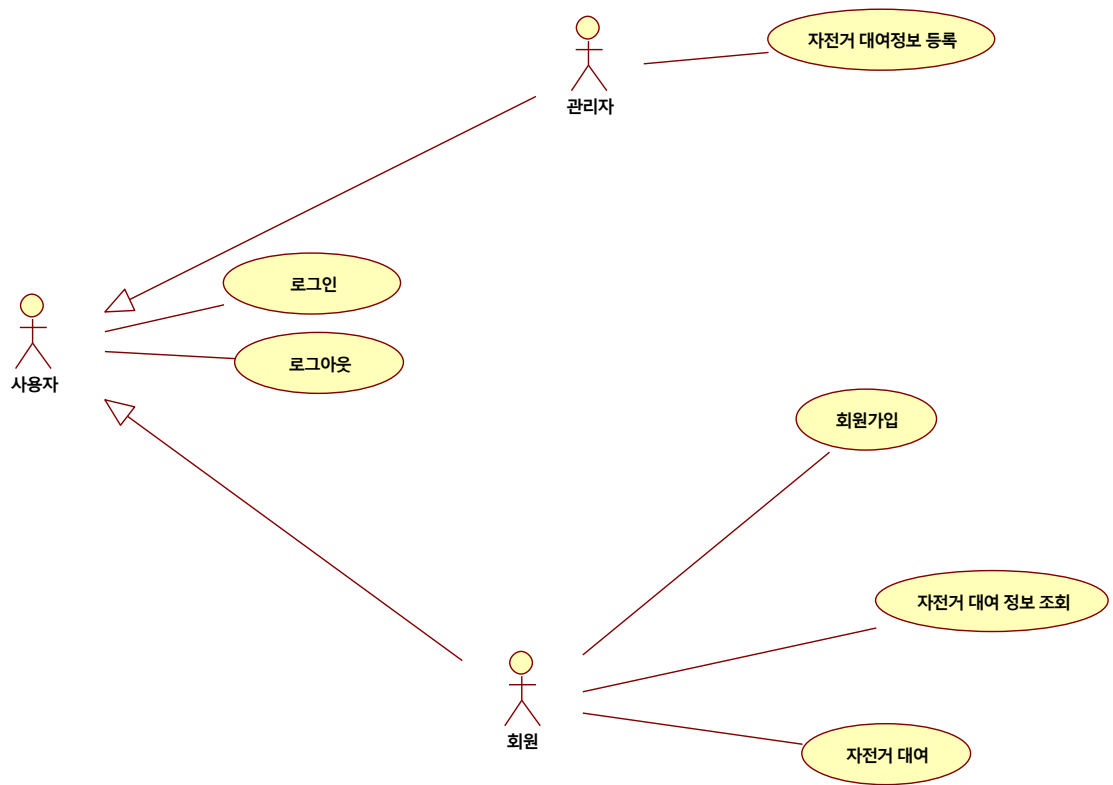 자전거 대여정보 등록
관리자
로그인
로그아웃
사용자
회원가입
자전거 대여 정보 조회
회원
자전거 대여